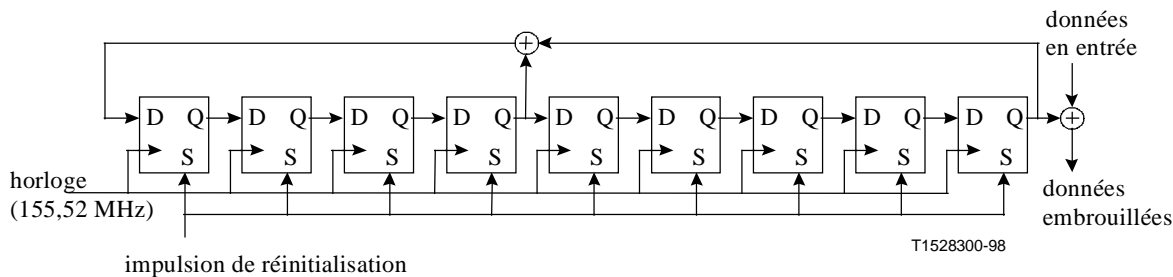 données
en entrée
D Q D Q D Q D Q D Q D Q D Q D Q D Q
S S S S S S S S S
horloge
(155,52 MHz)
données
embrouillées
T1528300-98
impulsion de réinitialisation